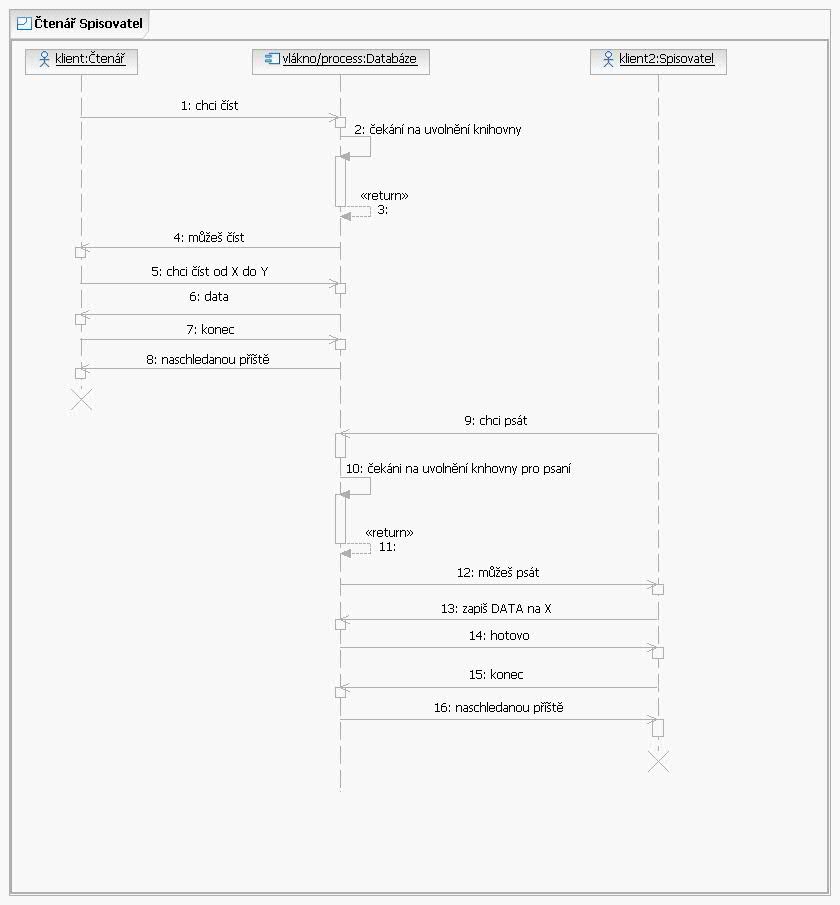 Čtenář Spisovatel
klient:Čtenář
vlákno/process:Databáze
klient2:Spisovatel
1: chci číst
2: čekání na uvolnění knihovny
«return»
3:
4: můžeš číst
5: chci číst od X do Y
6: data
7: konec
8: naschledanou příště
9: chci psát
10: čekáni na uvolnění knhovny pro psaní
«return»
11:
12: můžeš psát
13: zapiš DATA na X
14: hotovo
15: konec
16: naschledanou příště